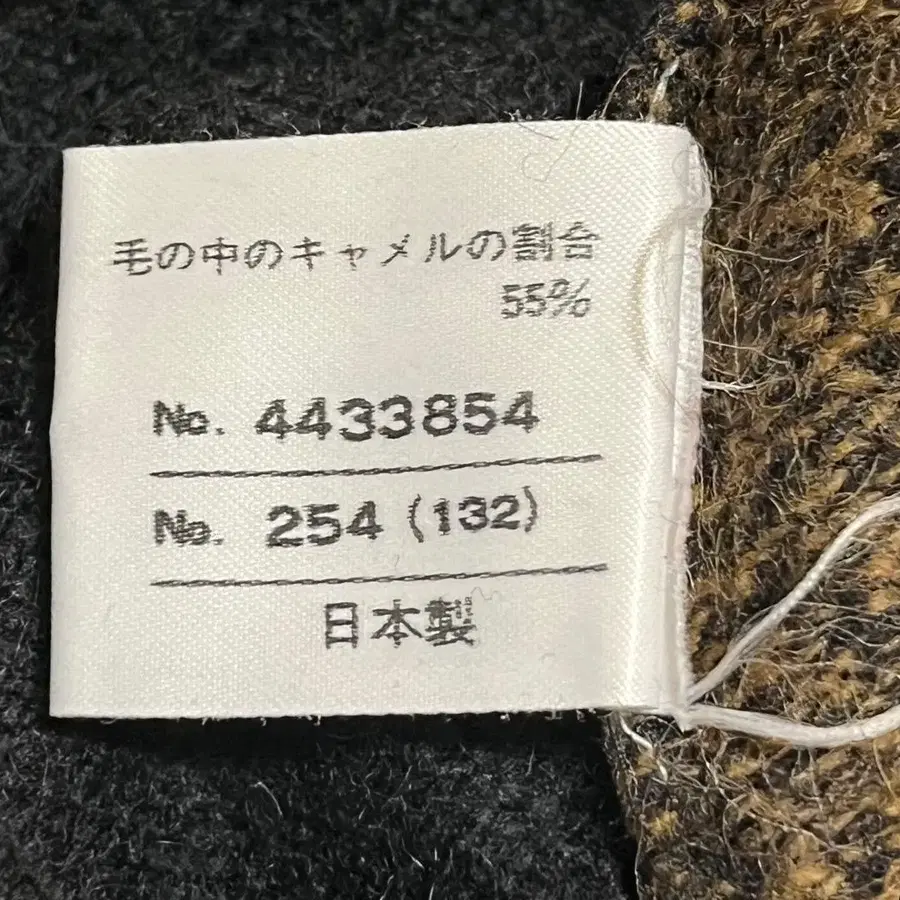 毛の中のキャメルの割合
55%
No. 4433854
No. 254 (132)
日本製